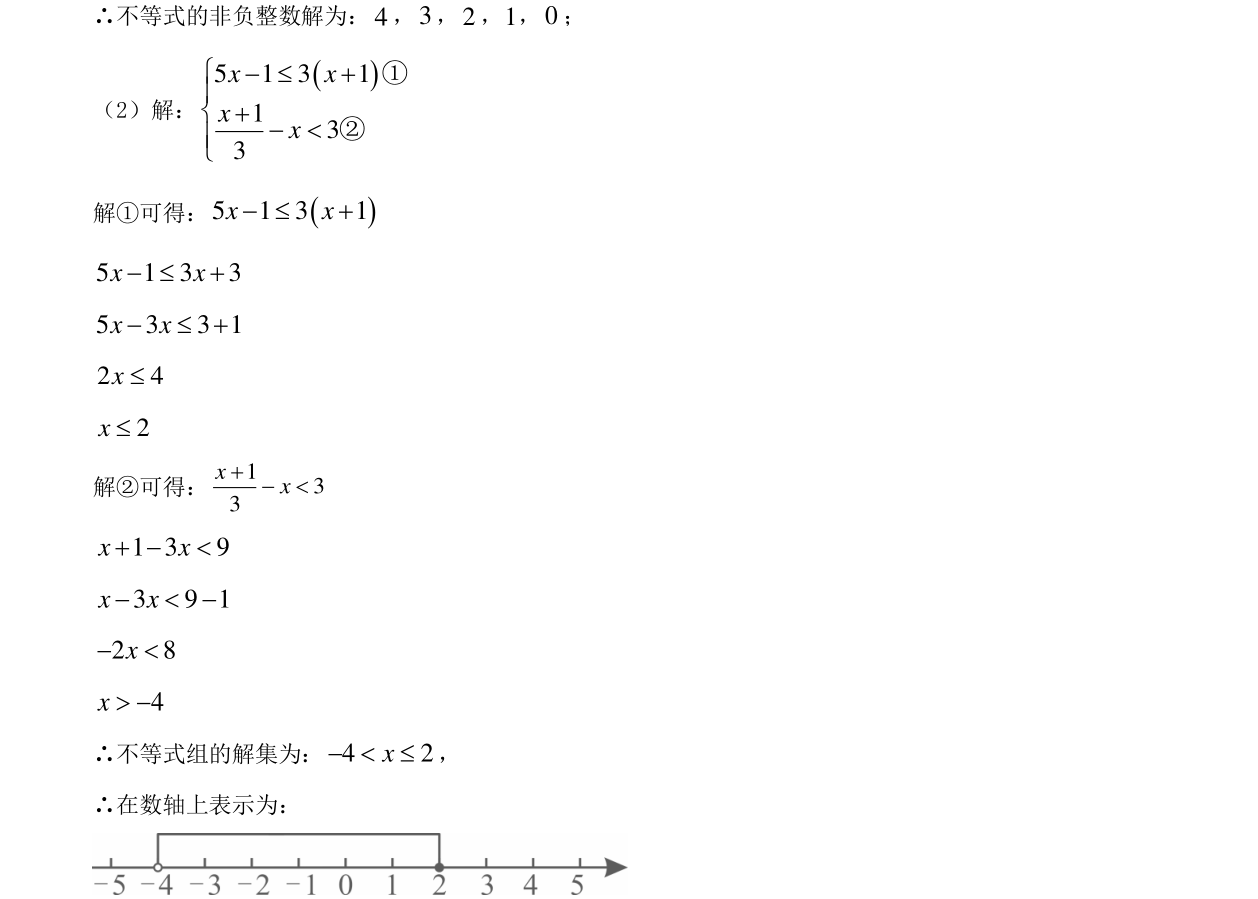 ∴不等式的非负整数解为：4，3，2，1，0；
（2）解：{5x−1≤3(x+1)①
(x+1)/3−x<3②
解①可得：5x−1≤3(x+1)
5x−1≤3x+3
5x−3x≤3+1
2x≤4
x≤2
解②可得：(x+1)/3−x<3
x+1−3x<9
x−3x<9−1
−2x<8
x>−4
∴不等式组的解集为：−4<x≤2，
∴在数轴上表示为：
−5 −4 −3 −2 −1 0 1 2 3 4 5